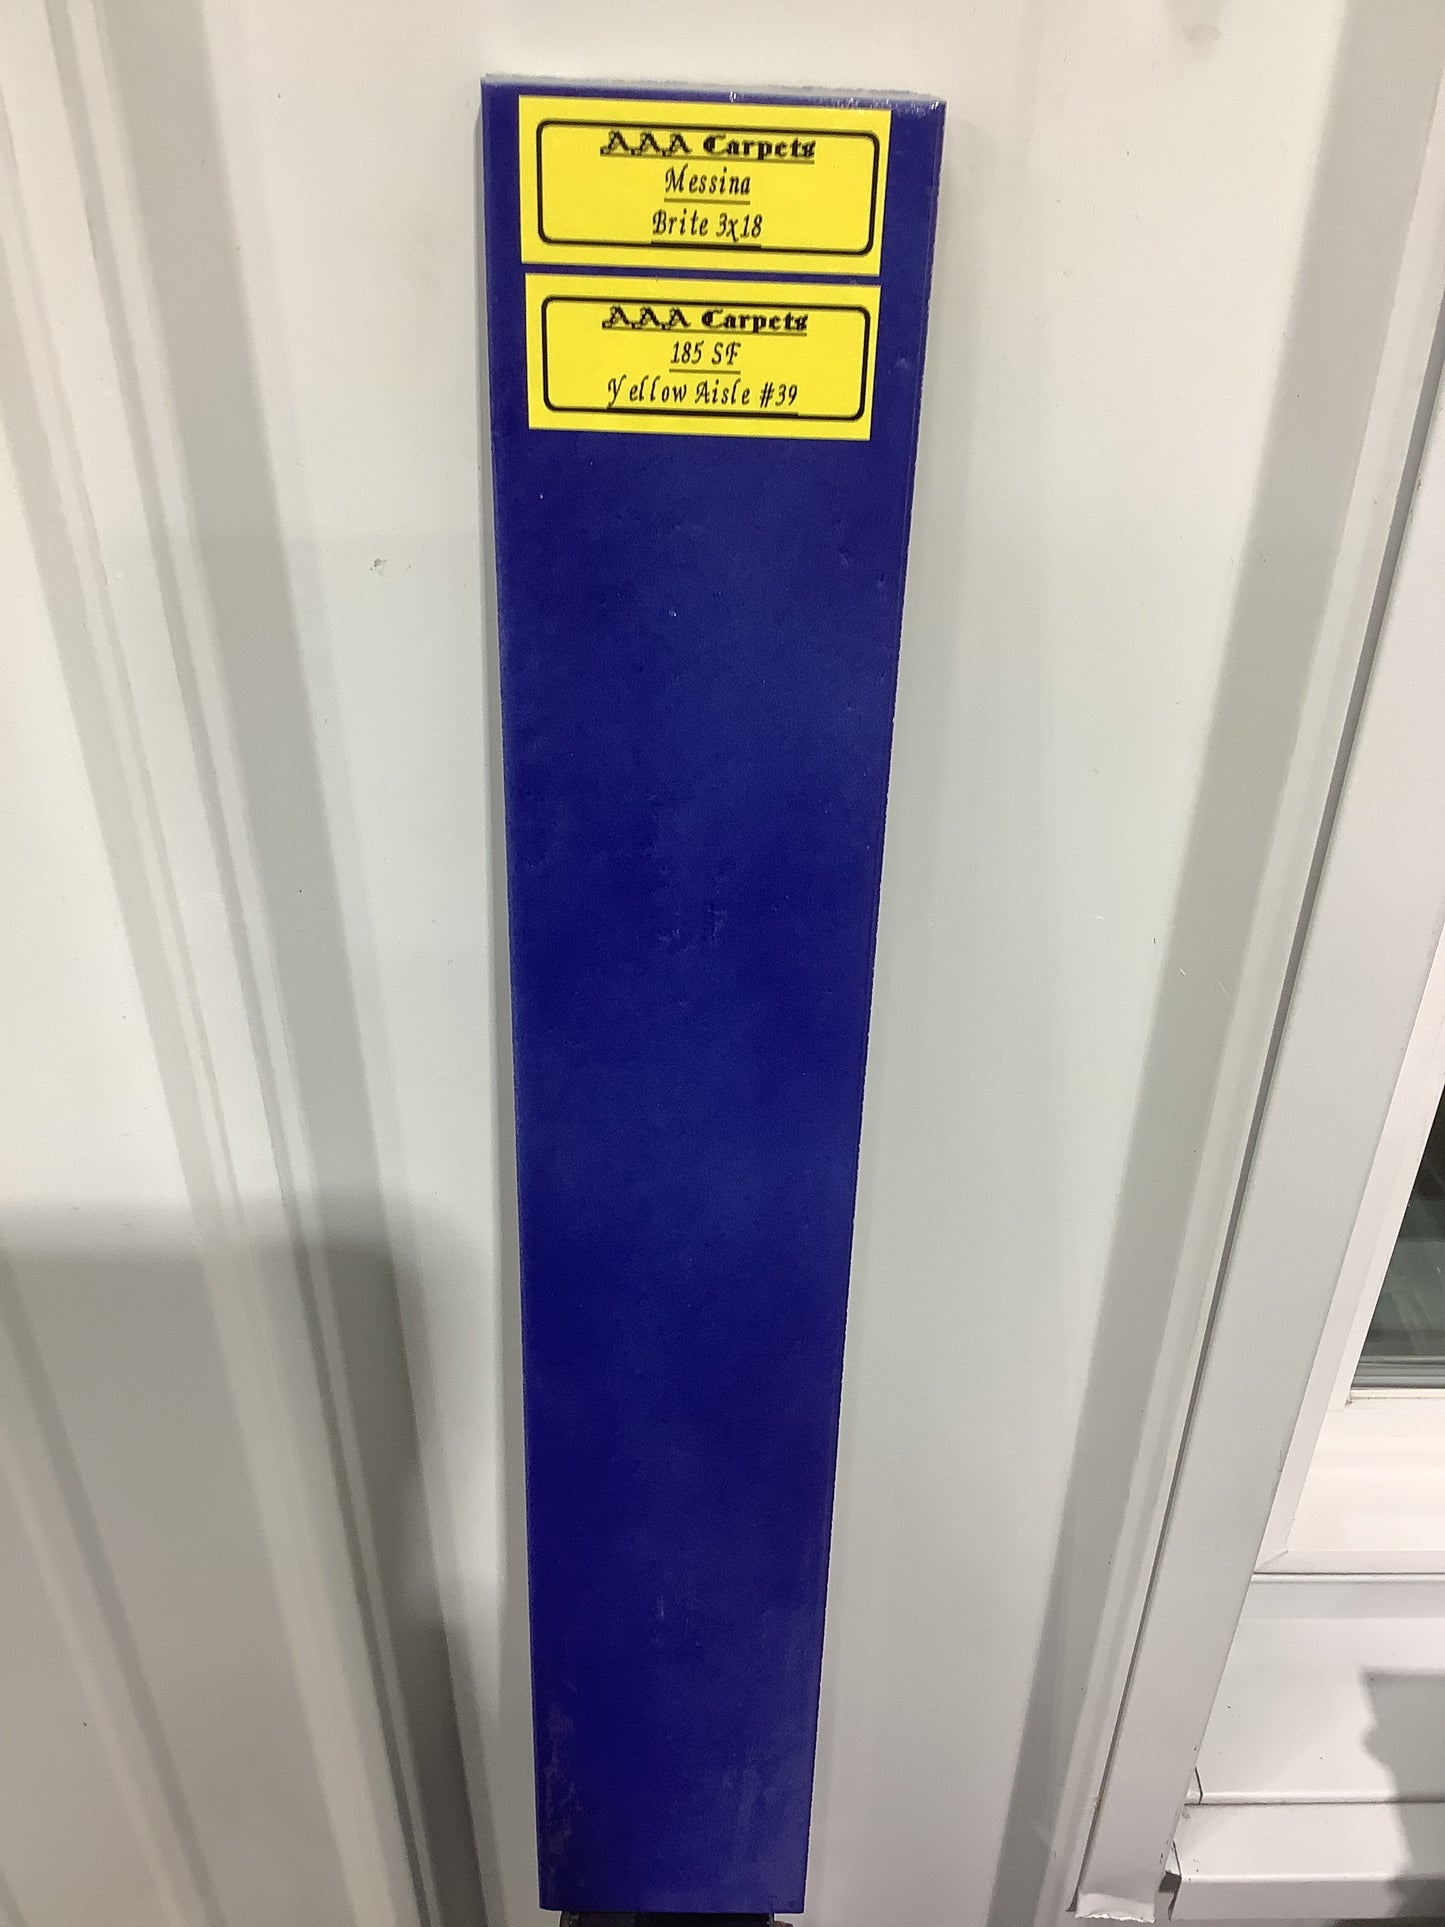 AAA Carpets
Messina
Brite 3x18
AAA Carpets
185 SF
Yellow Aisle #39